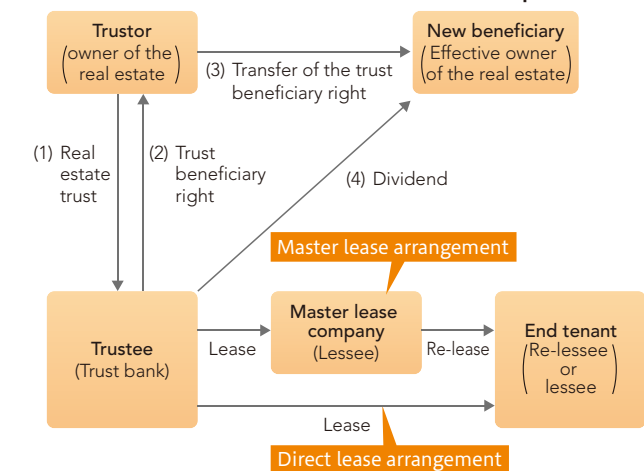 Trustor
(owner of the
real estate)
New beneficiary
(Effective owner
of the real estate)
(3) Transfer of the trust
beneficiary right
(1) Real
estate
trust
(2) Trust
beneficiary
right
(4) Dividend
Master lease arrangement
Trustee
(Trust bank)
Lease
Master lease
company
(Lessee)
Re-lease
End tenant
(Re-lessee
or
lessee)
Lease
Direct lease arrangement